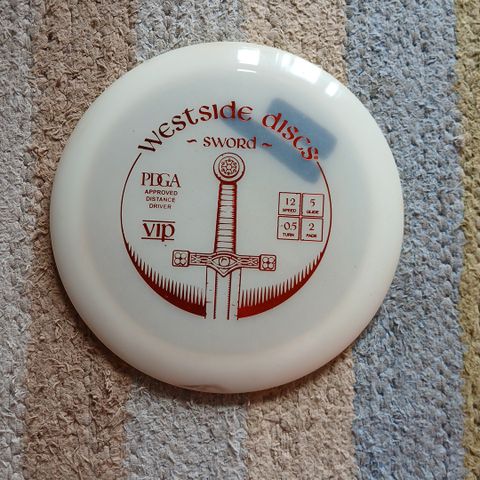 westside discs
~ SWORD ~
PDGA
APPROVED
DISTANCE
DRIVER
VIP
12 5
SPEED GLIDE
-0.5 2
TURN FADE